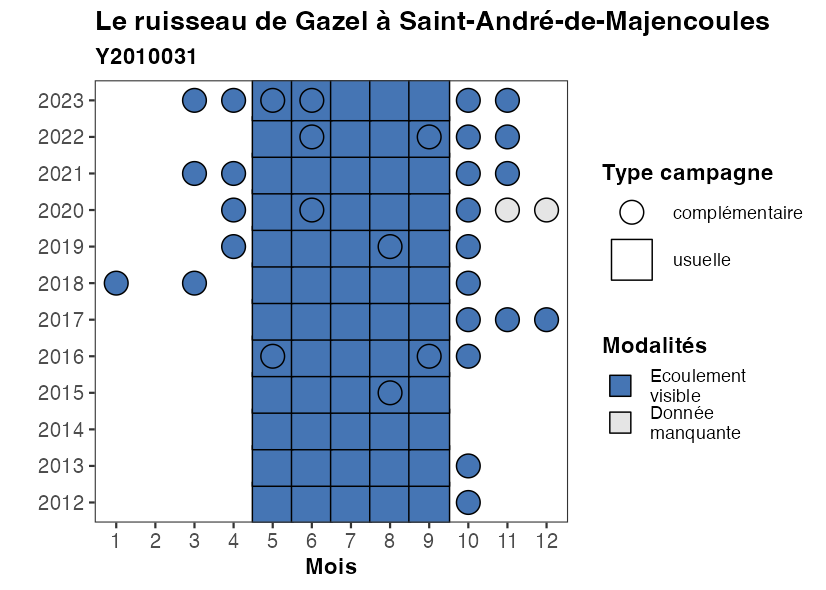 Le ruisseau de Gazel à Saint-André-de-Majencoules
Y2010031
2023
2022
2021
2020
2019
2018
2017
2016
2015
2014
2013
2012
1 2 3 4 5 6 7 8 9 10 11 12
Mois
Type campagne
complémentaire
usuelle
Modalités
Ecoulement
visible
Donnée
manquante